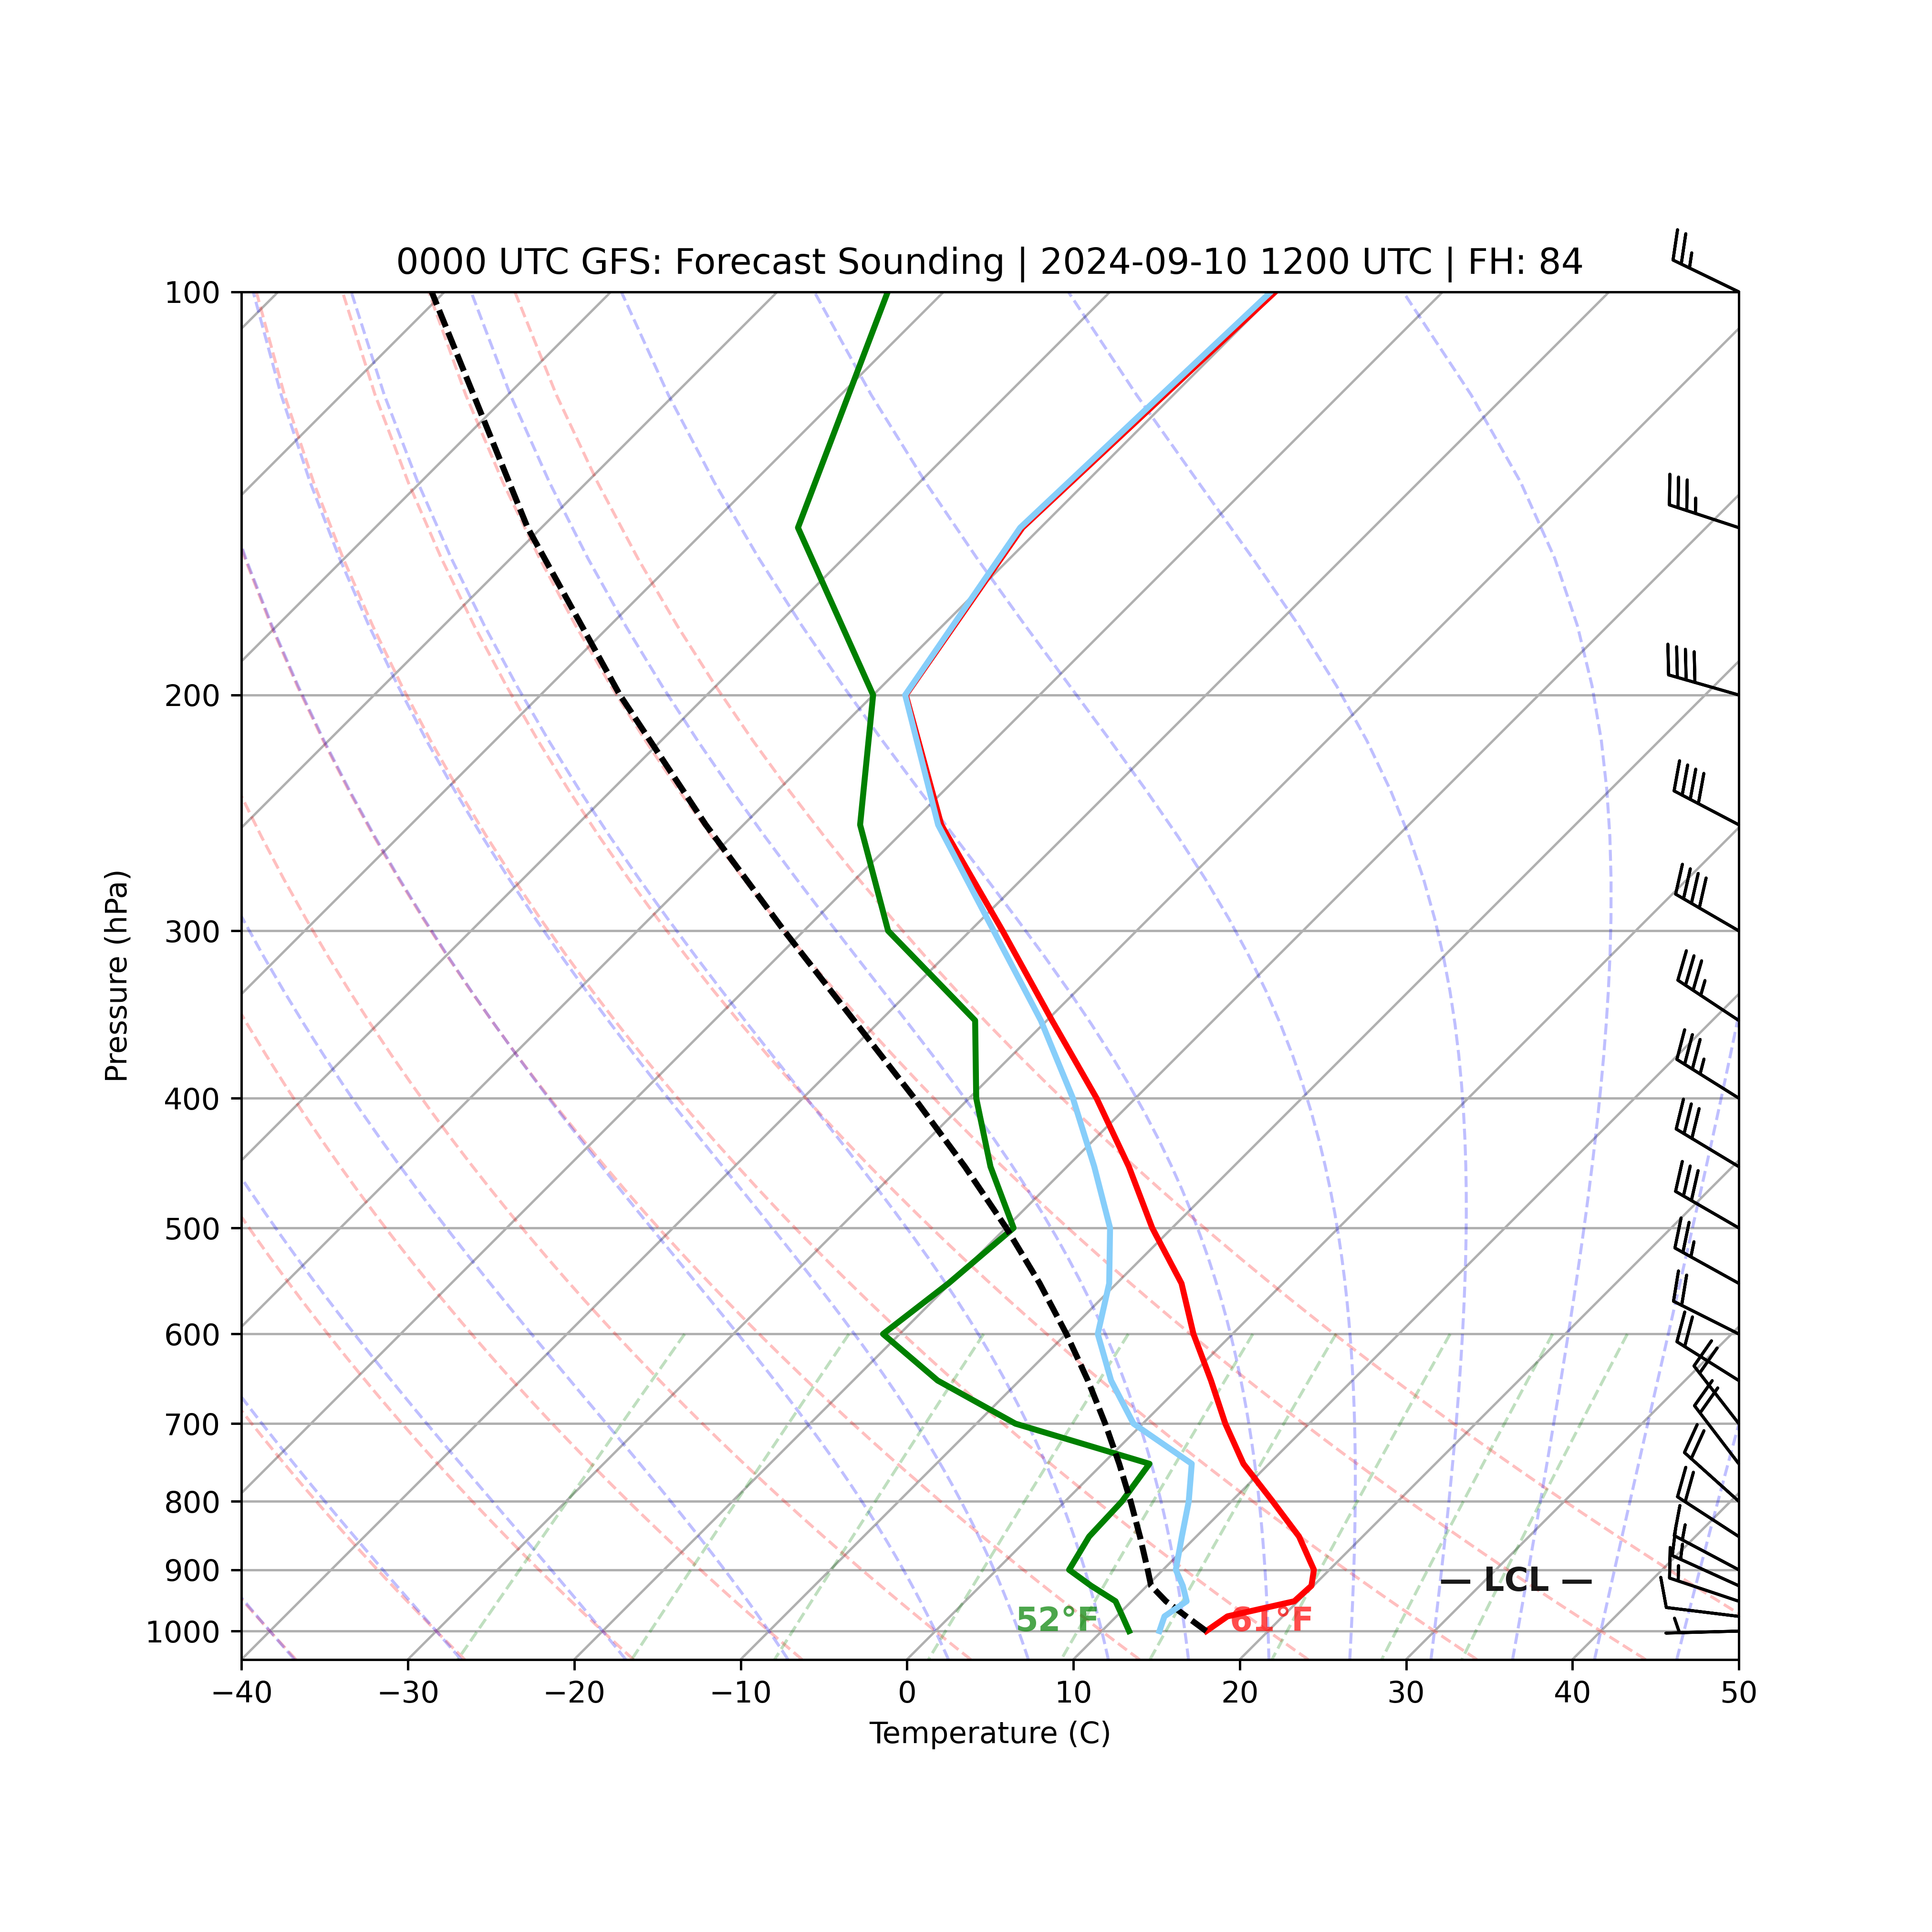 0000 UTC GFS: Forecast Sounding | 2024-09-10 1200 UTC | FH: 84
100
200
300
400
500
600
700
800
900
1000
Pressure (hPa)
— LCL —
52°F
61°F
−40 −30 −20 −10 0 10 20 30 40 50
Temperature (C)